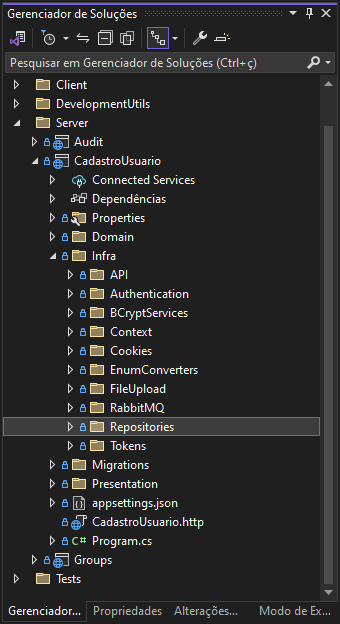 Gerenciador de Soluções
Pesquisar em Gerenciador de Soluções (Ctrl+ç)
Client
DevelopmentUtils
Server
Audit
CadastroUsuario
Connected Services
Dependências
Properties
Domain
Infra
API
Authentication
BCryptServices
Context
Cookies
EnumConverters
FileUpload
RabbitMQ
Repositories
Tokens
Migrations
Presentation
appsettings.json
CadastroUsuario.http
C# Program.cs
Groups
Tests
Gerenciador... Propriedades Alterações... Modo de Ex...